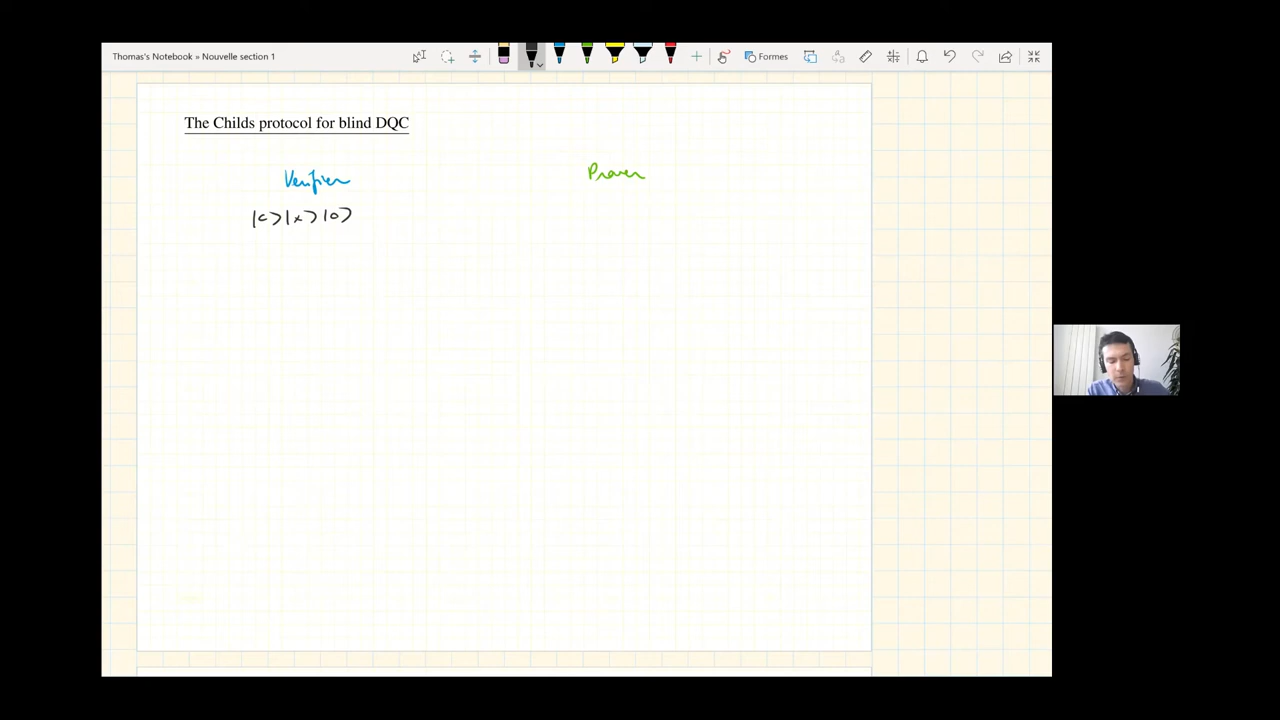 Thomas's Notebook » Nouvelle section 1
Formes
The Childs protocol for blind DQC
Verifier
Prover
|C>|x>|0>